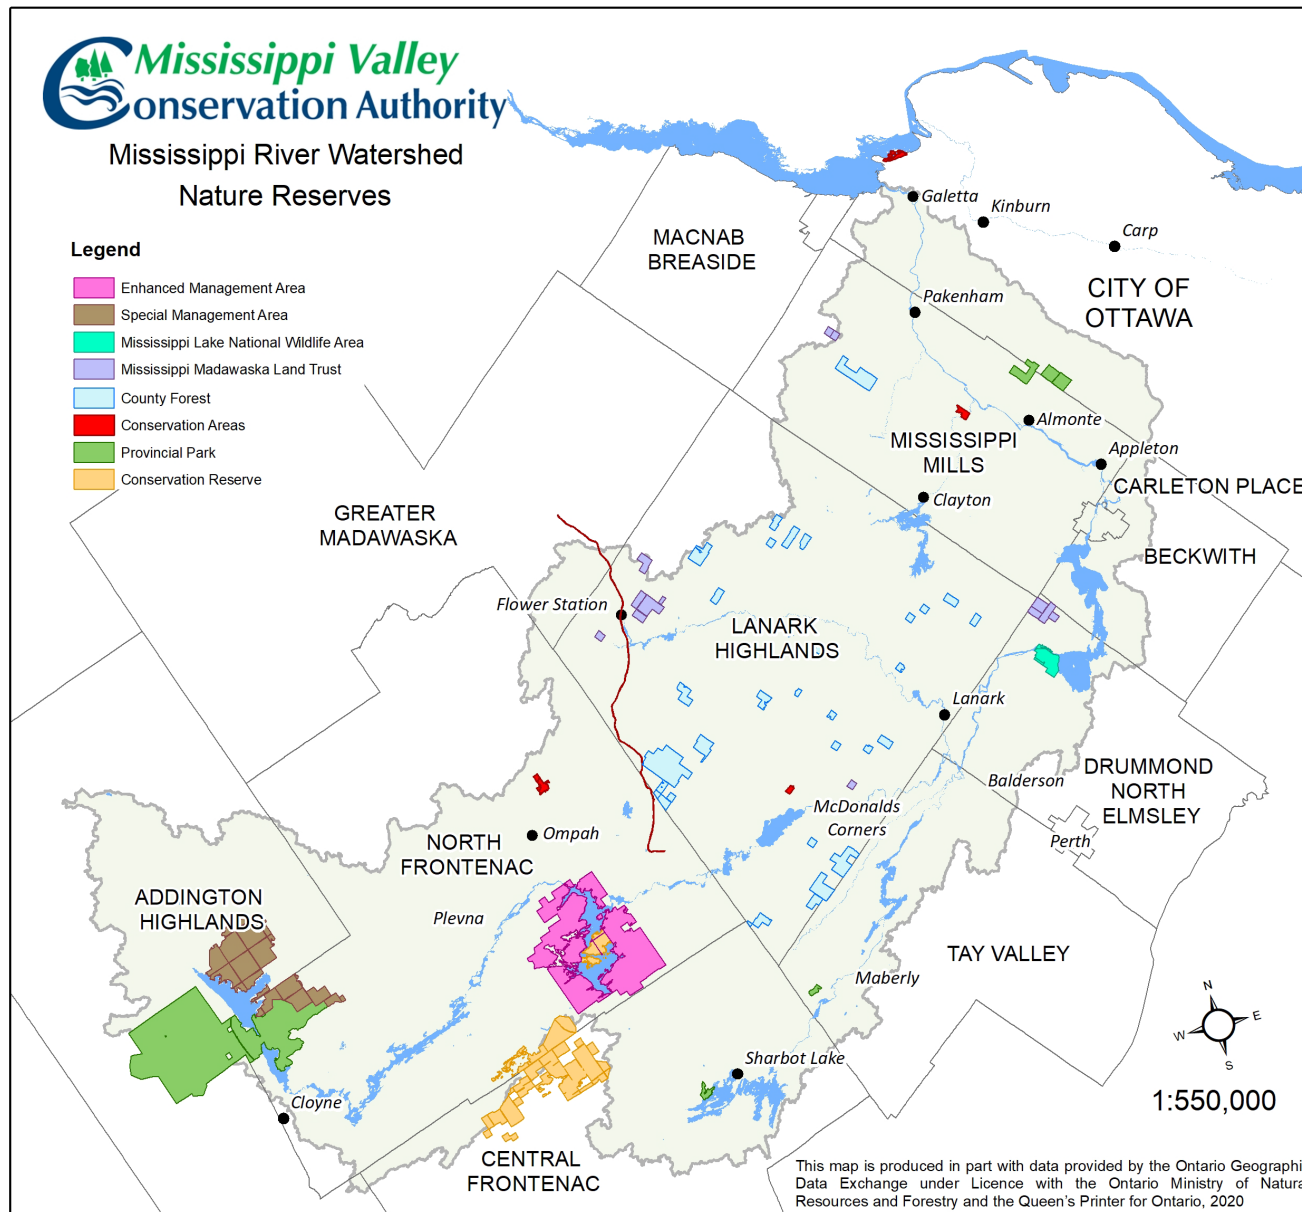 Mississippi Valley
Conservation Authority
Mississippi River Watershed
Nature Reserves
Legend
Enhanced Management Area
Special Management Area
Mississippi Lake National Wildlife Area
Mississippi Madawaska Land Trust
County Forest
Conservation Areas
Provincial Park
Conservation Reserve
Galetta
Kinburn
Carp
MACNAB
BREASIDE
CITY OF
OTTAWA
Pakenham
Almonte
MISSISSIPPI
MILLS
Appleton
CARLETON PLACE
Clayton
GREATER
MADAWASKA
BECKWITH
Flower Station
LANARK
HIGHLANDS
Lanark
Balderson
DRUMMOND
NORTH
ELMSLEY
McDonalds
Corners
Perth
Ompah
NORTH
FRONTENAC
ADDINGTON
HIGHLANDS
Plevna
TAY VALLEY
Maberly
N
W E
S
Sharbot Lake
1:550,000
Cloyne
CENTRAL
FRONTENAC
This map is produced in part with data provided by the Ontario Geographi
Data Exchange under Licence with the Ontario Ministry of Natura
Resources and Forestry and the Queen's Printer for Ontario, 2020